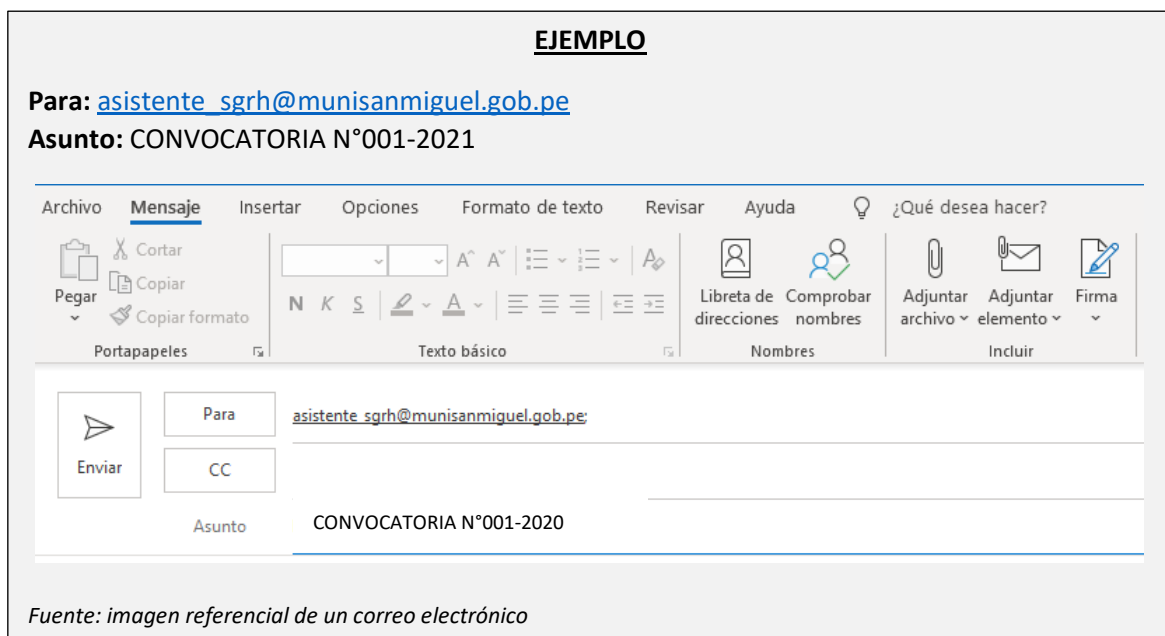 EJEMPLO
Para: asistente_sgrh@munisanmiguel.gob.pe
Asunto: CONVOCATORIA N°001-2021
Archivo Mensaje Insertar Opciones Formato de texto Revisar Ayuda ¿Qué desea hacer?
Pegar
Cortar
Copiar
Copiar formato
Portapapeles
N K S
Texto básico
Libreta de direcciones
Comprobar nombres
Nombres
Adjuntar archivo
Adjuntar elemento
Firma
Incluir
Enviar
Para asistente_sgrh@munisanmiguel.gob.pe;
CC
Asunto CONVOCATORIA N°001-2020
Fuente: imagen referencial de un correo electrónico